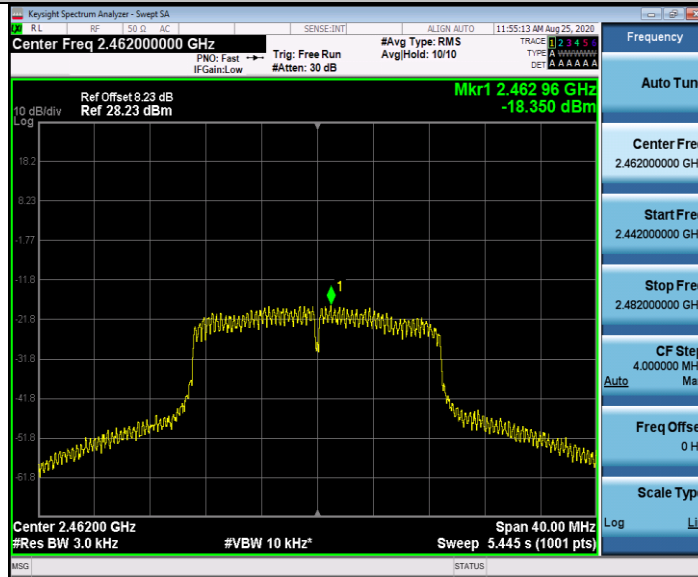 Keysight Spectrum Analyzer - Swept SA
RL RF 50 Ω AC SENSE:INT ALIGN AUTO 11:55:13 AM Aug 25, 2020
Center Freq 2.462000000 GHz
PNO: Fast
IFGain:Low
Trig: Free Run
#Atten: 30 dB
#Avg Type: RMS
Avg|Hold: 10/10
TRACE 1 2 3 4 5 6
TYPE A WWWWW
DET A A A A A A
Frequency
Ref Offset 8.23 dB
10 dB/div Ref 28.23 dBm
Log
Mkr1 2.462 96 GHz
-18.350 dBm
18.2
8.23
-1.77
-11.8
-21.8
-31.8
-41.8
-51.8
-61.8
1
Center 2.46200 GHz
Span 40.00 MHz
#Res BW 3.0 kHz
#VBW 10 kHz*
Sweep 5.445 s (1001 pts)
MSG
STATUS
Auto Tun
Center Fre
2.462000000 GH
Start Fre
2.442000000 GH
Stop Fre
2.482000000 GH
CF Step
4.000000 MH
Auto Ma
Freq Offse
0 H
Scale Type
Log Li